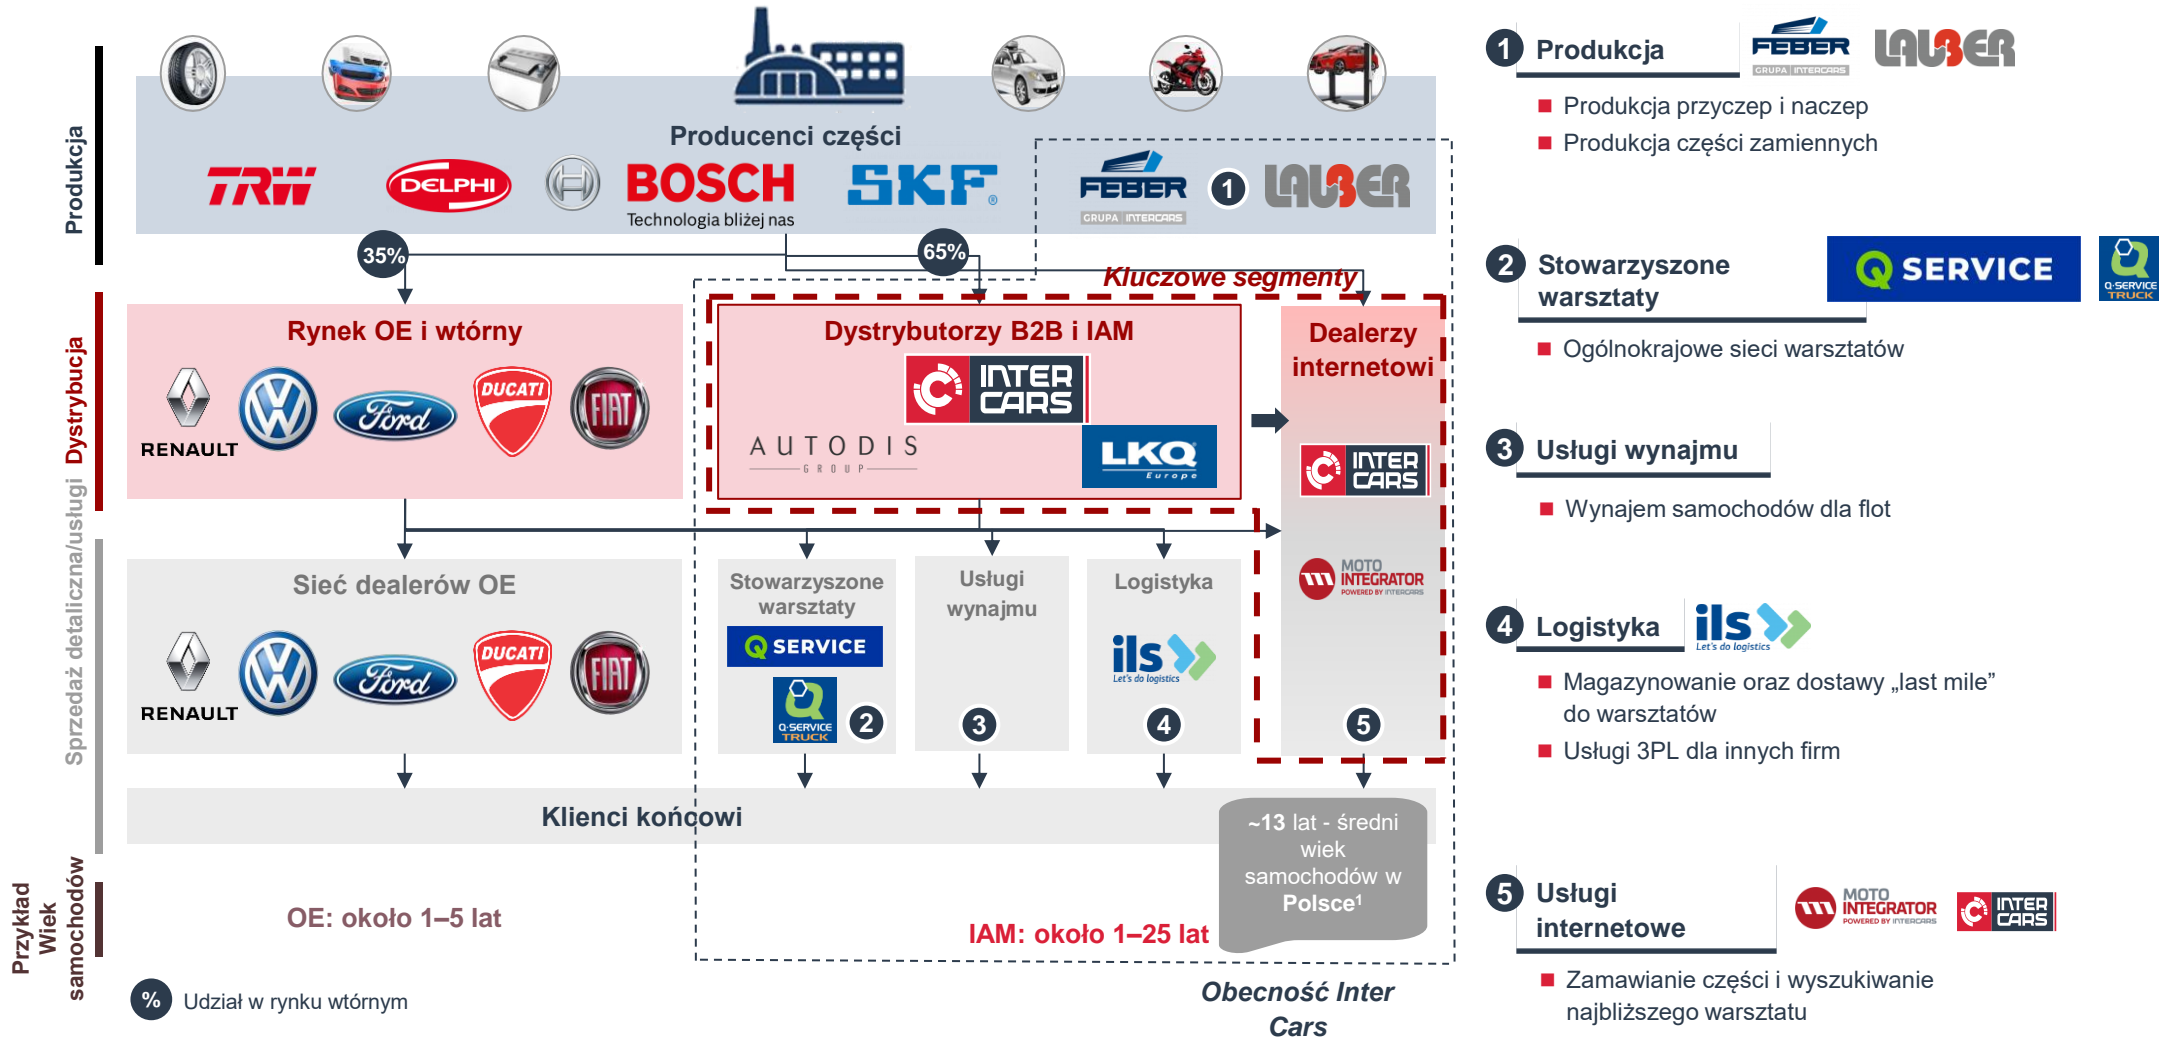 Produkcja
Producenci części
TRW
DELPHI
BOSCH
Technologia bliżej nas
SKF
®
FEBER
GRUPA INTERCARS
1
LAUBER
35%
65%
Kluczowe segmenty
Dystrybucja
Rynek OE i wtórny
RENAULT
VW
Ford
DUCATI
FIAT
Dystrybutorzy B2B i IAM
INTER
CARS
AUTODIS
GROUP
LKQ
Europe
Dealerzy
internetowi
INTER
CARS
MOTO
INTEGRATOR
POWERED BY INTERCARS
5
Sprzedaż detaliczna/usługi
Sieć dealerów OE
RENAULT
VW
Ford
DUCATI
FIAT
Stowarzyszone
warsztaty
Q SERVICE
Q-SERVICE
TRUCK
2
Usługi
wynajmu
3
Logistyka
ils
Let's do logistics
4
Klienci końcowi
~13 lat - średni
wiek
samochodów w
Polsce¹
Przykład
Wiek
samochodów
OE: około 1–5 lat
IAM: około 1–25 lat
% Udział w rynku wtórnym
Obecność Inter
Cars
1 Produkcja
FEBER
GRUPA INTERCARS
LAUBER
Produkcja przyczep i naczep
Produkcja części zamiennych
2 Stowarzyszone
warsztaty
Q SERVICE
Q-SERVICE
TRUCK
Ogólnokrajowe sieci warsztatów
3 Usługi wynajmu
Wynajem samochodów dla flot
4 Logistyka
ils
Let's do logistics
Magazynowanie oraz dostawy „last mile”
do warsztatów
Usługi 3PL dla innych firm
5 Usługi
internetowe
MOTO
INTEGRATOR
POWERED BY INTERCARS
INTER
CARS
Zamawianie części i wyszukiwanie
najbliższego warsztatu